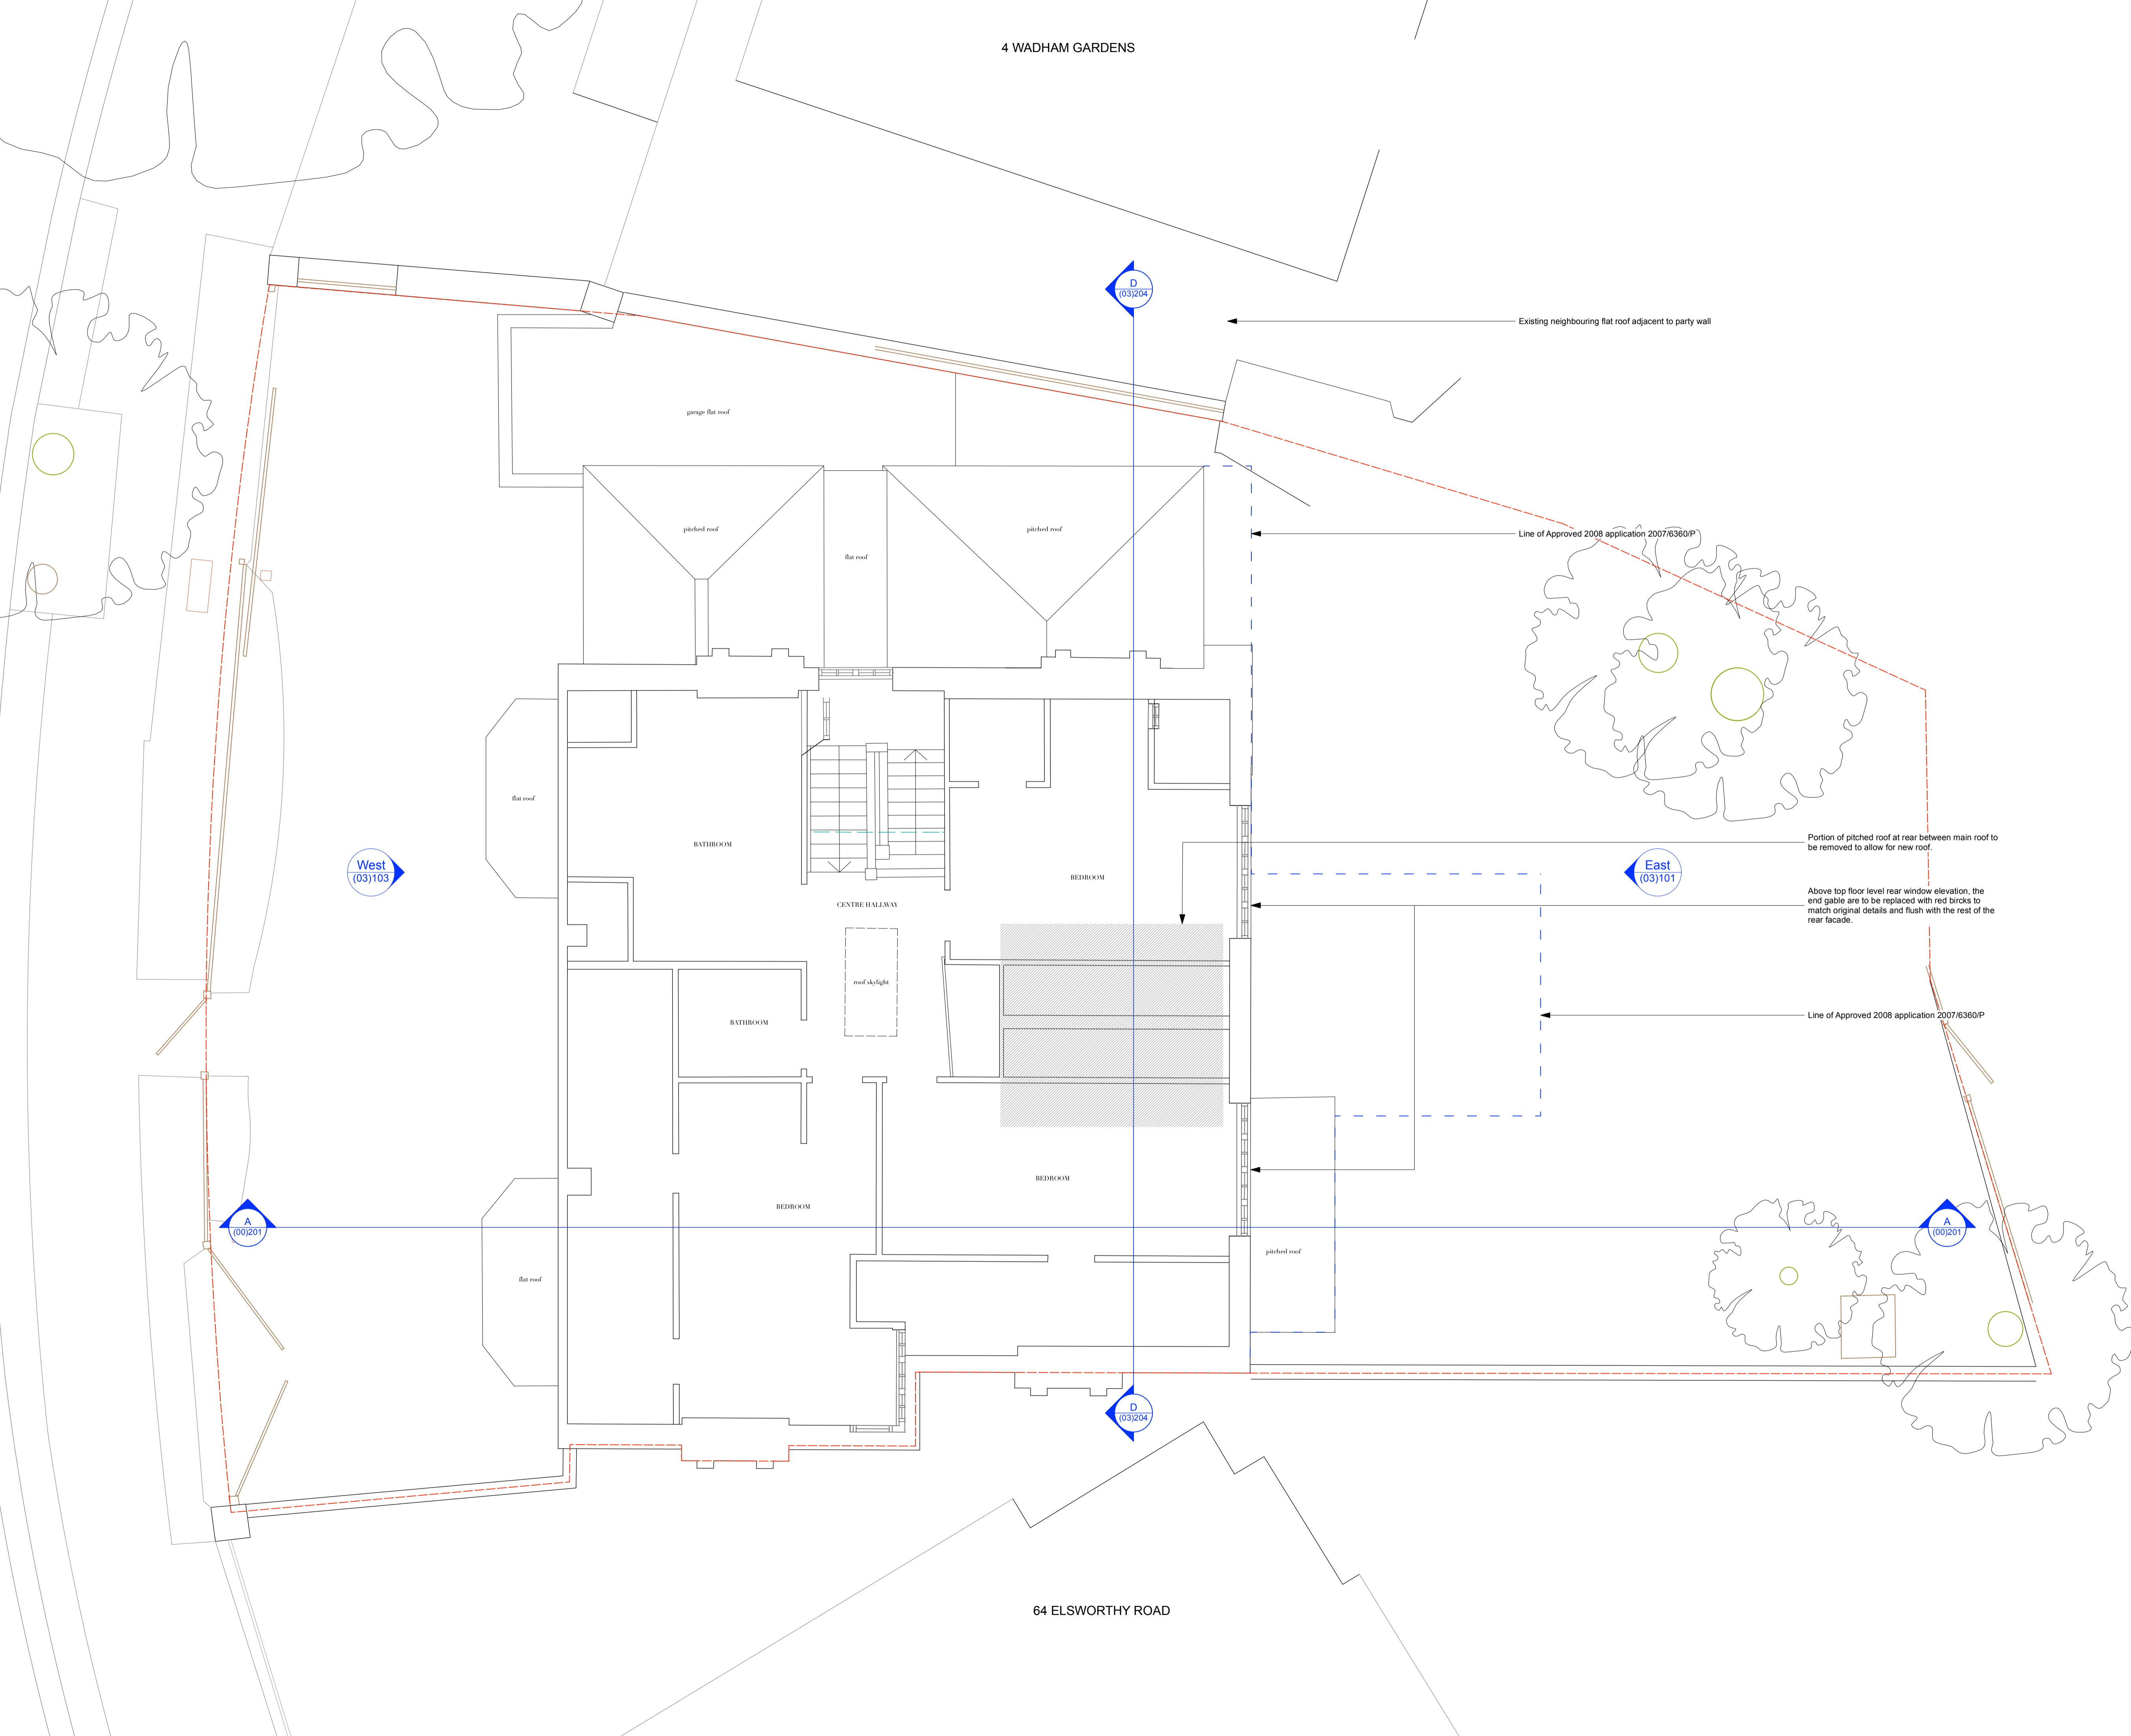 4 WADHAM GARDENS
D
(03)204
Existing neighbouring flat roof adjacent to party wall
garage flat roof
pitched roof
pitched roof
flat roof
Line of Approved 2008 application 2007/6360/P
flat roof
BATHROOM
BEDROOM
CENTRE HALLWAY
West
(03)103
East
(03)101
Portion of pitched roof at rear between main roof to
be removed to allow for new roof.
Above top floor level rear window elevation, the
end gable are to be replaced with red bircks to
match original details and flush with the rest of the
rear facade.
roof skylight
BATHROOM
Line of Approved 2008 application 2007/6360/P
BEDROOM
BEDROOM
A
(00)201
A
(00)201
pitched roof
flat roof
D
(03)204
64 ELSWORTHY ROAD